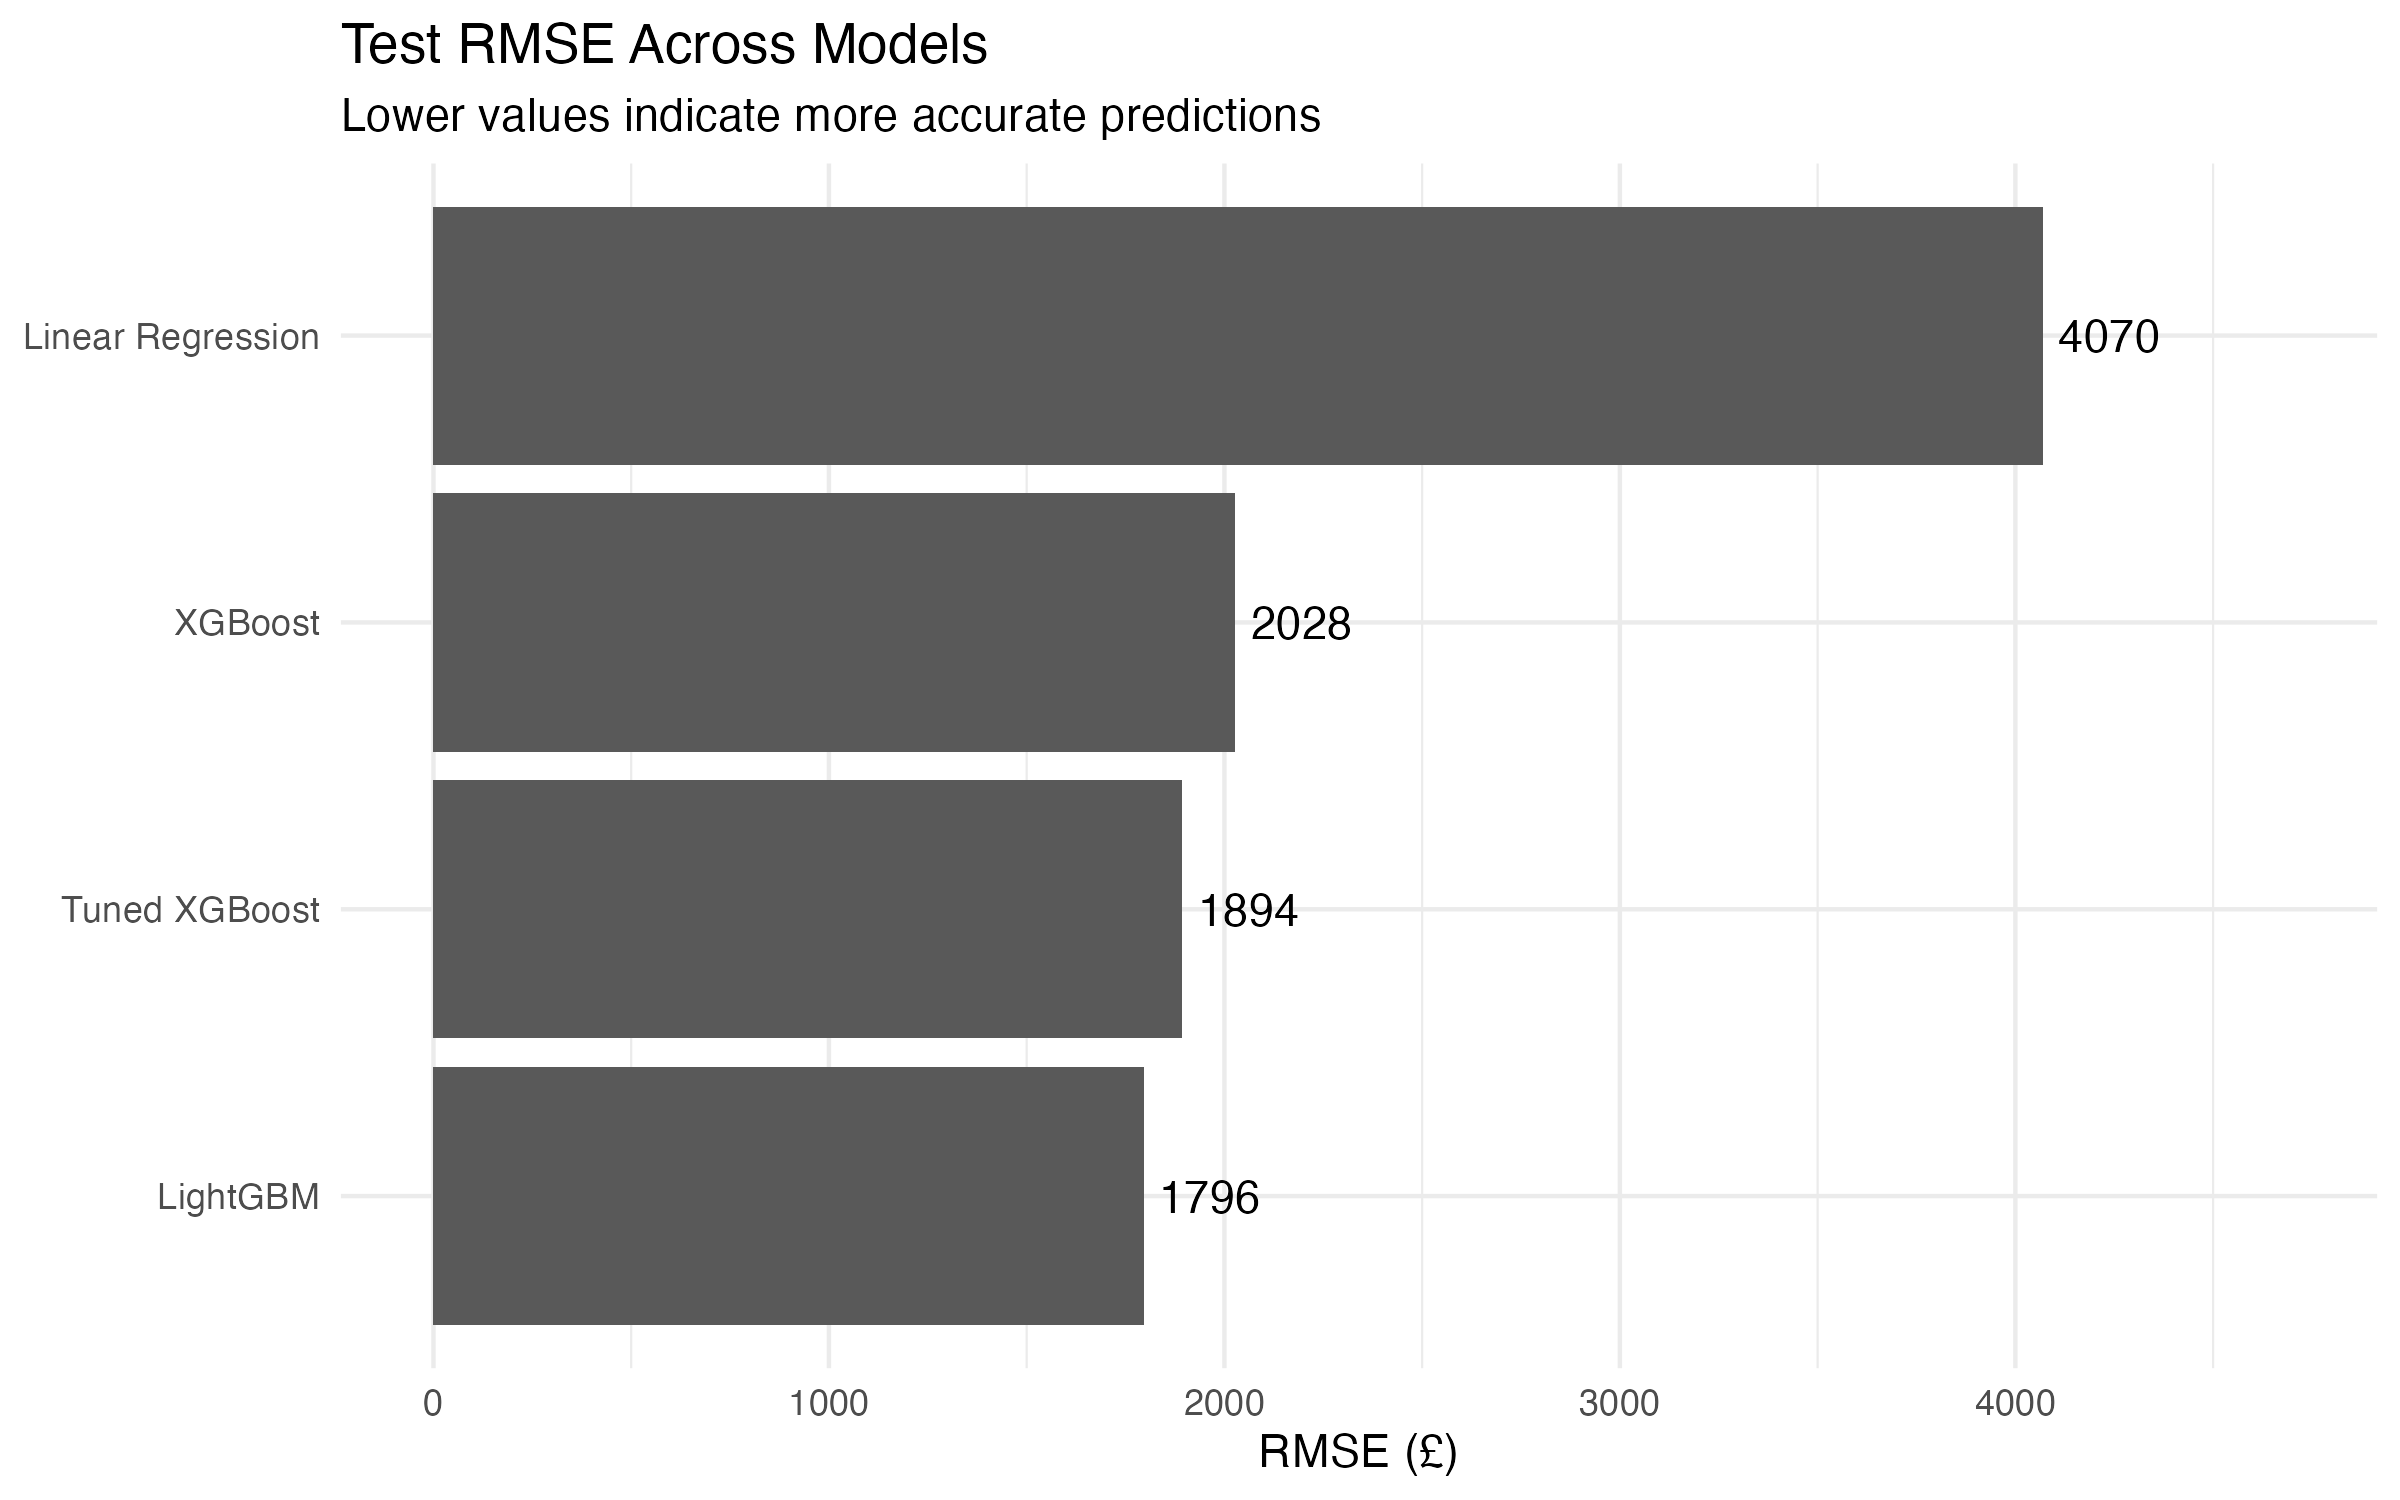 Test RMSE Across Models
Lower values indicate more accurate predictions
Linear Regression
4070
XGBoost
2028
Tuned XGBoost
1894
LightGBM
1796
0 1000 2000 3000 4000
RMSE (£)